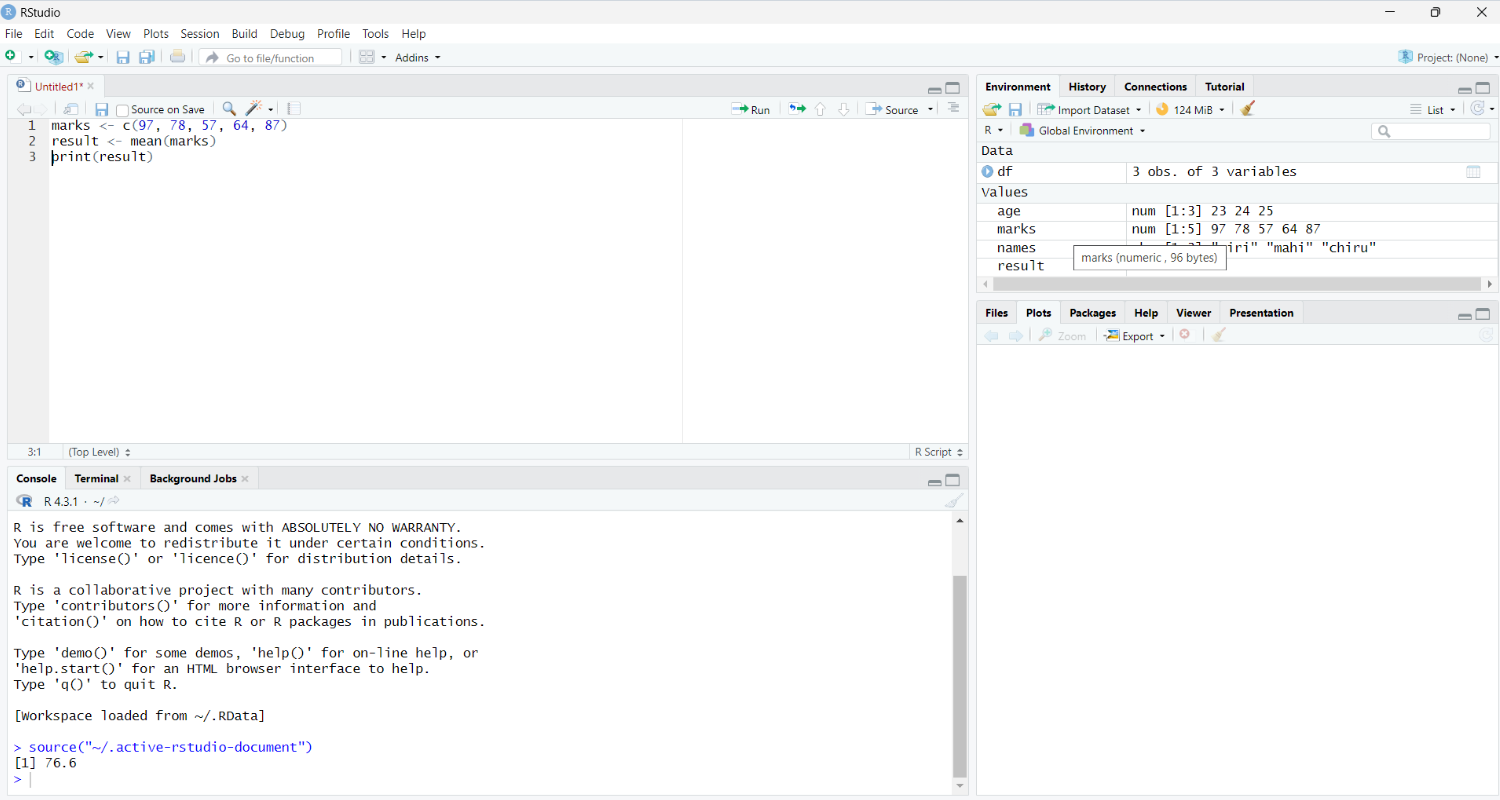 RStudio
File Edit Code View Plots Session Build Debug Profile Tools Help
Go to file/function Addins Project: (None)
Untitled1*
Source on Save Run Source
1 marks <- c(97, 78, 57, 64, 87)
2 result <- mean(marks)
3 print(result)
3:1 (Top Level) R Script
Console Terminal Background Jobs
R 4.3.1 · ~/
R is free software and comes with ABSOLUTELY NO WARRANTY.
You are welcome to redistribute it under certain conditions.
Type 'license()' or 'licence()' for distribution details.
R is a collaborative project with many contributors.
Type 'contributors()' for more information and
'citation()' on how to cite R or R packages in publications.
Type 'demo()' for some demos, 'help()' for on-line help, or
'help.start()' for an HTML browser interface to help.
Type 'q()' to quit R.
[Workspace loaded from ~/.RData]
> source("~/.active-rstudio-document")
[1] 76.6
>
Environment History Connections Tutorial
Import Dataset 124 MiB List
R Global Environment
Data
df 3 obs. of 3 variables
Values
age num [1:3] 23 24 25
marks num [1:5] 97 78 57 64 87
names "mahi" "chiru"
marks (numeric, 96 bytes)
result
Files Plots Packages Help Viewer Presentation
Zoom Export